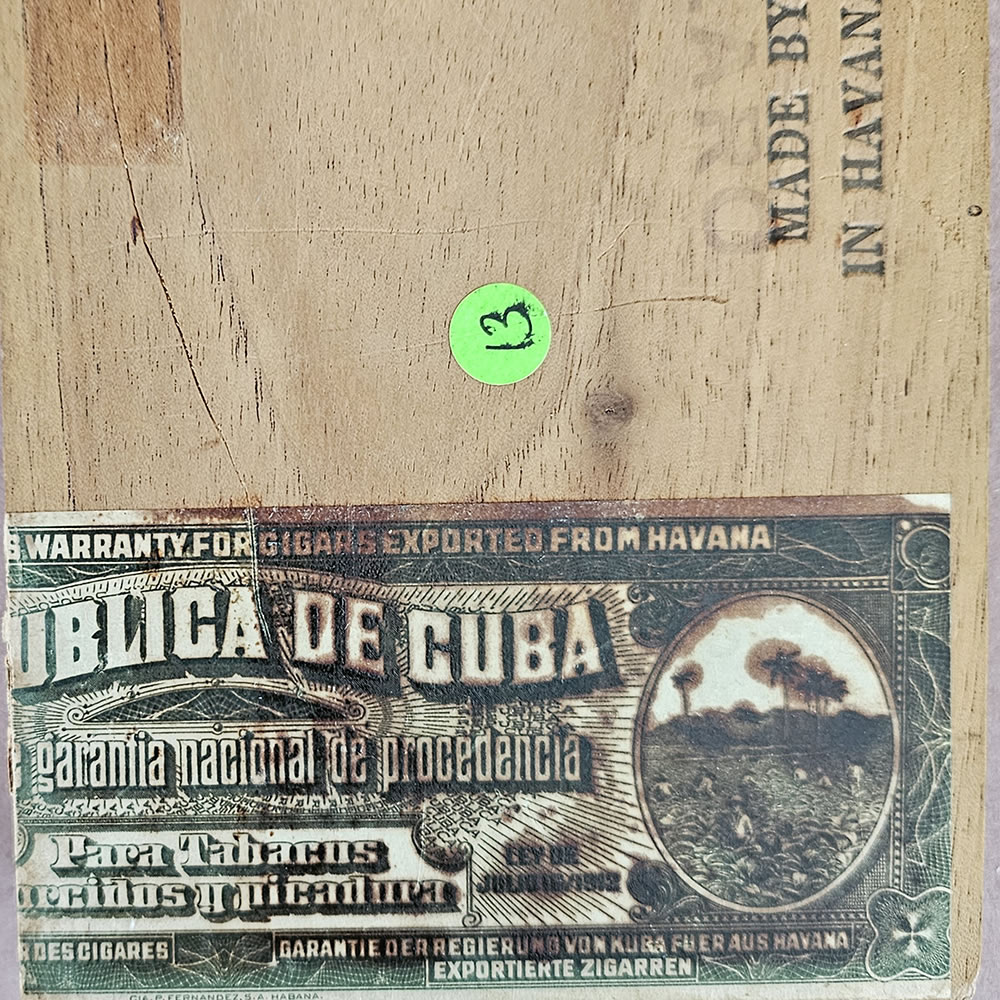 MADE BY
IN HAVAN
13
S WARRANTY FOR CIGARS EXPORTED FROM HAVANA
UBLICA DE CUBA
garantia nacional de procedencia
Para Tabacos
orcidos y picadura
LEY DE
JULIO 16/1912
R DES CIGARES
GARANTIE DER REGIERUNG VON KUBA FUER AUS HAVANA
EXPORTIERTE ZIGARREN
CIA. P. FERNANDEZ, S.A. HABANA.